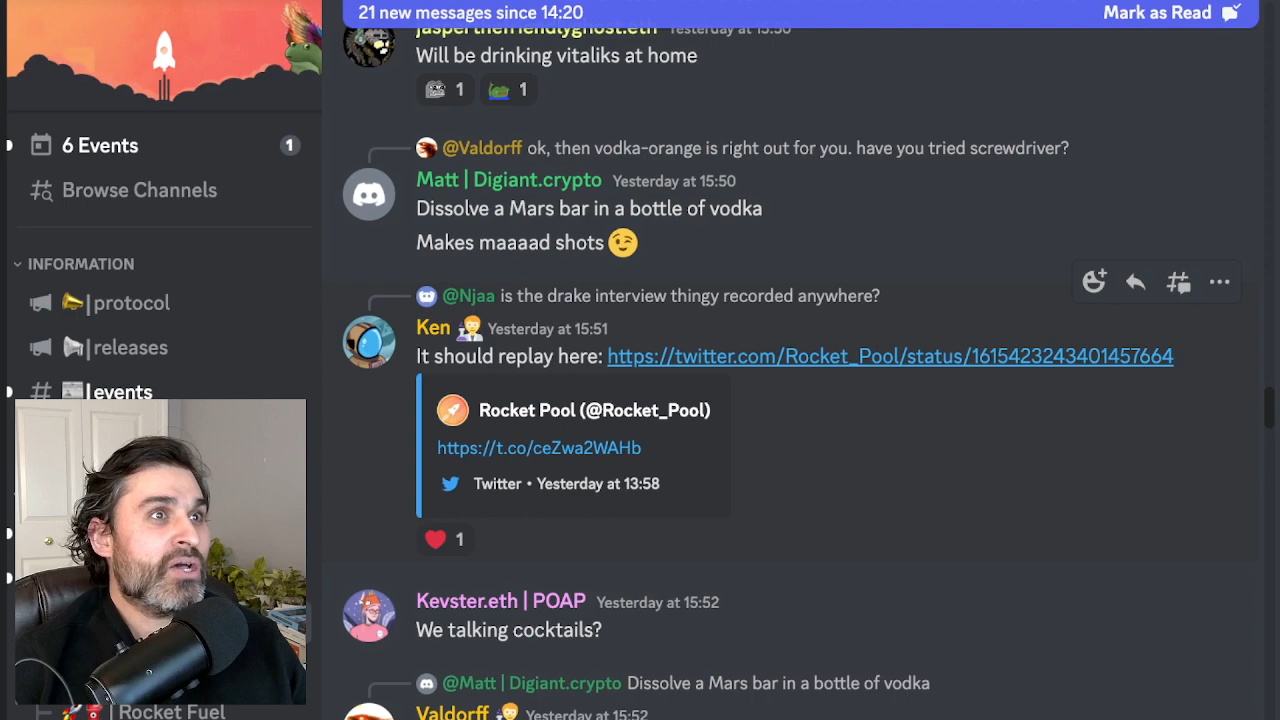 21 new messages since 14:20
Mark as Read
jasperthefriendlyghost.eth Yesterday at 15:50
Will be drinking vitaliks at home
1
1
6 Events
1
Browse Channels
@Valdorff ok, then vodka-orange is right out for you. have you tried screwdriver?
Matt | Digiant.crypto Yesterday at 15:50
Dissolve a Mars bar in a bottle of vodka
Makes maaaad shots 😉
INFORMATION
protocol
releases
events
@Njaa is the drake interview thingy recorded anywhere?
Ken Yesterday at 15:51
It should replay here: https://twitter.com/Rocket_Pool/status/1615423243401457664
Rocket Pool (@Rocket_Pool)
https://t.co/ceZwa2WAHb
Twitter • Yesterday at 13:58
1
Kevster.eth | POAP Yesterday at 15:52
We talking cocktails?
@Matt | Digiant.crypto Dissolve a Mars bar in a bottle of vodka
Valdorff Yesterday at 15:52
Rocket Fuel